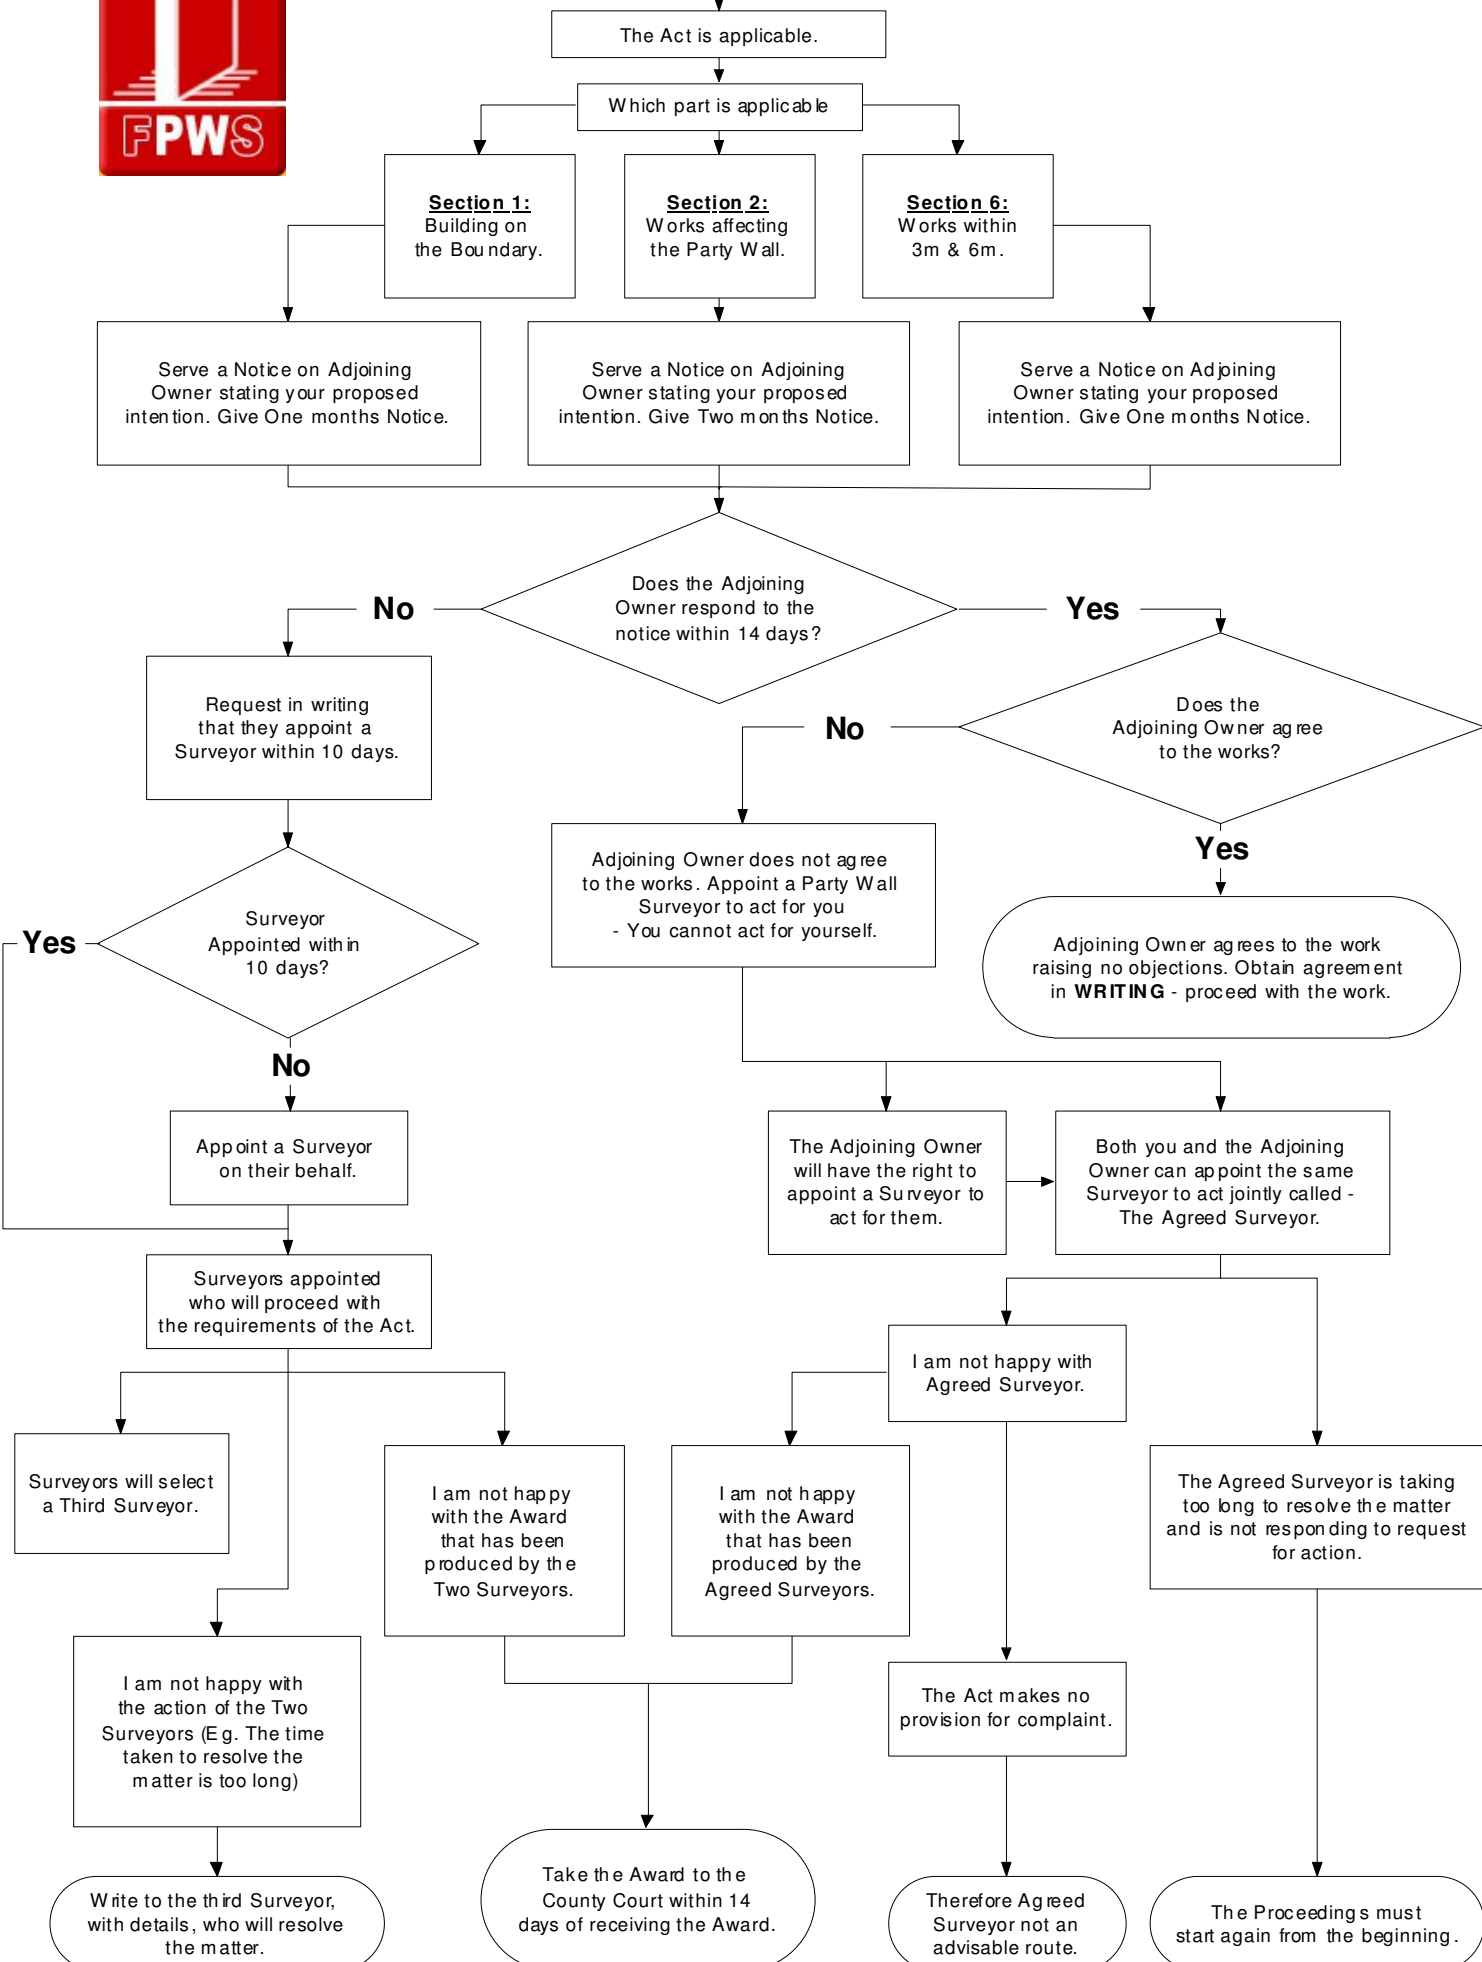 FPWS
The Act is applicable.
Which part is applicable
Section 1:
Building on
the Boundary.
Section 2:
Works affecting
the Party Wall.
Section 6:
Works within
3m & 6m.
Serve a Notice on Adjoining
Owner stating your proposed
intention. Give One months Notice.
Serve a Notice on Adjoining
Owner stating your proposed
intention. Give Two months Notice.
Serve a Notice on Adjoining
Owner stating your proposed
intention. Give One months Notice.
Does the Adjoining
Owner respond to the
notice within 14 days?
No
Yes
Request in writing
that they appoint a
Surveyor within 10 days.
Does the
Adjoining Owner agree
to the works?
No
Yes
Adjoining Owner does not agree
to the works. Appoint a Party Wall
Surveyor to act for you
- You cannot act for yourself.
Adjoining Owner agrees to the work
raising no objections. Obtain agreement
in WRITING - proceed with the work.
Surveyor
Appointed within
10 days?
Yes
No
Appoint a Surveyor
on their behalf.
The Adjoining Owner
will have the right to
appoint a Surveyor to
act for them.
Both you and the Adjoining
Owner can appoint the same
Surveyor to act jointly called -
The Agreed Surveyor.
Surveyors appointed
who will proceed with
the requirements of the Act.
I am not happy with
Agreed Surveyor.
Surveyors will select
a Third Surveyor.
I am not happy
with the Award
that has been
produced by the
Two Surveyors.
I am not happy
with the Award
that has been
produced by the
Agreed Surveyors.
The Agreed Surveyor is taking
too long to resolve the matter
and is not responding to request
for action.
I am not happy with
the action of the Two
Surveyors (Eg. The time
taken to resolve the
matter is too long)
The Act makes no
provision for complaint.
Write to the third Surveyor,
with details, who will resolve
the matter.
Take the Award to the
County Court within 14
days of receiving the Award.
Therefore Agreed
Surveyor not an
advisable route.
The Proceedings must
start again from the beginning.